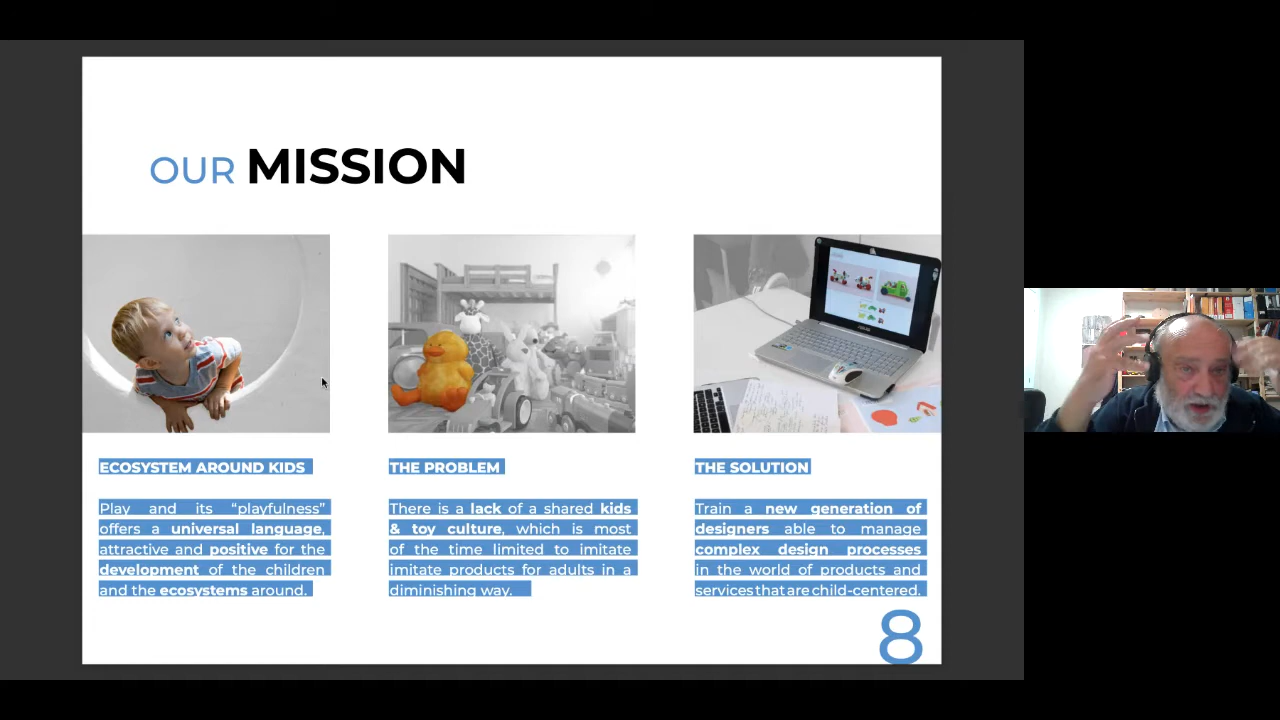 OUR MISSION
ECOSYSTEM AROUND KIDS
Play and its “playfulness”
offers a universal language,
attractive and positive for the
development of the children
and the ecosystems around.
THE PROBLEM
There is a lack of a shared kids
& toy culture, which is most
of the time limited to imitate
imitate products for adults in a
diminishing way.
THE SOLUTION
Train a new generation of
designers able to manage
complex design processes
in the world of products and
services that are child-centered.
8